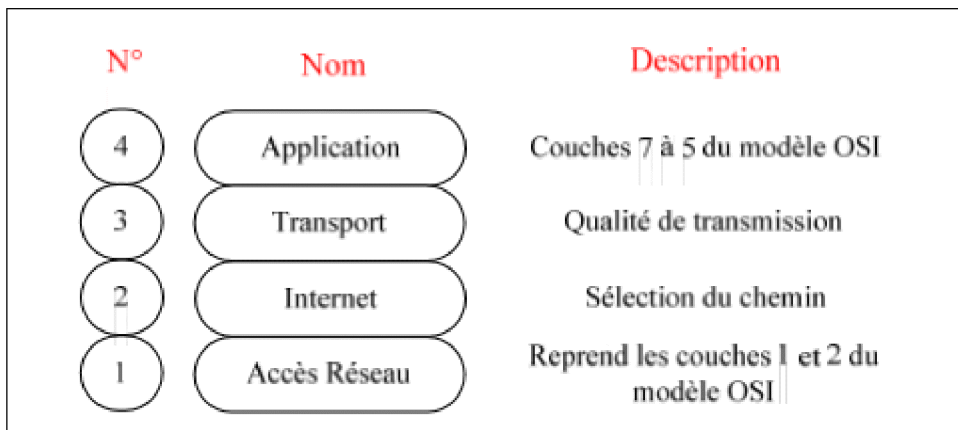 N° Nom Description
4 Application Couches 7 à 5 du modèle OSI
3 Transport Qualité de transmission
2 Internet Sélection du chemin
1 Accès Réseau Reprend les couches 1 et 2 du
modèle OSI